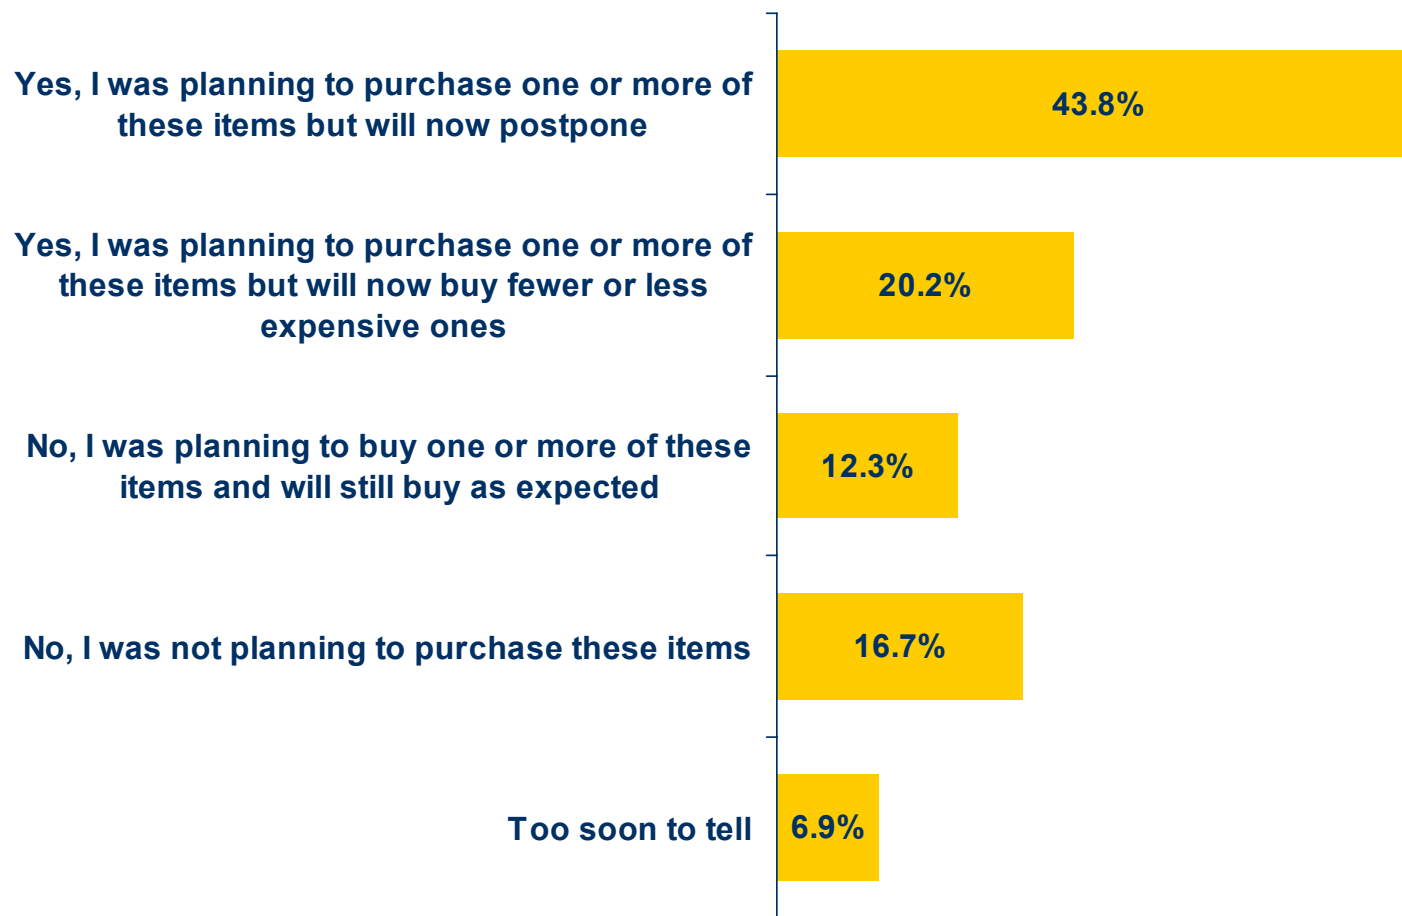 Yes, I was planning to purchase one or more of
these items but will now postpone
43.8%
Yes, I was planning to purchase one or more of
these items but will now buy fewer or less
expensive ones
20.2%
No, I was planning to buy one or more of these
items and will still buy as expected
12.3%
No, I was not planning to purchase these items
16.7%
Too soon to tell
6.9%